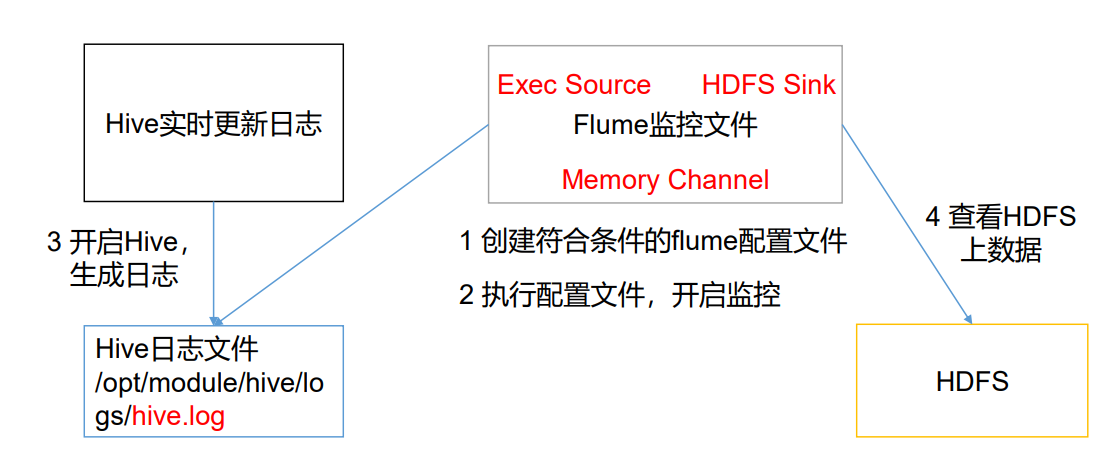 Hive实时更新日志
Exec Source
HDFS Sink
Flume监控文件
Memory Channel
3 开启Hive，
生成日志
1 创建符合条件的flume配置文件
2 执行配置文件，开启监控
4 查看HDFS
上数据
Hive日志文件
/opt/module/hive/lo
gs/hive.log
HDFS